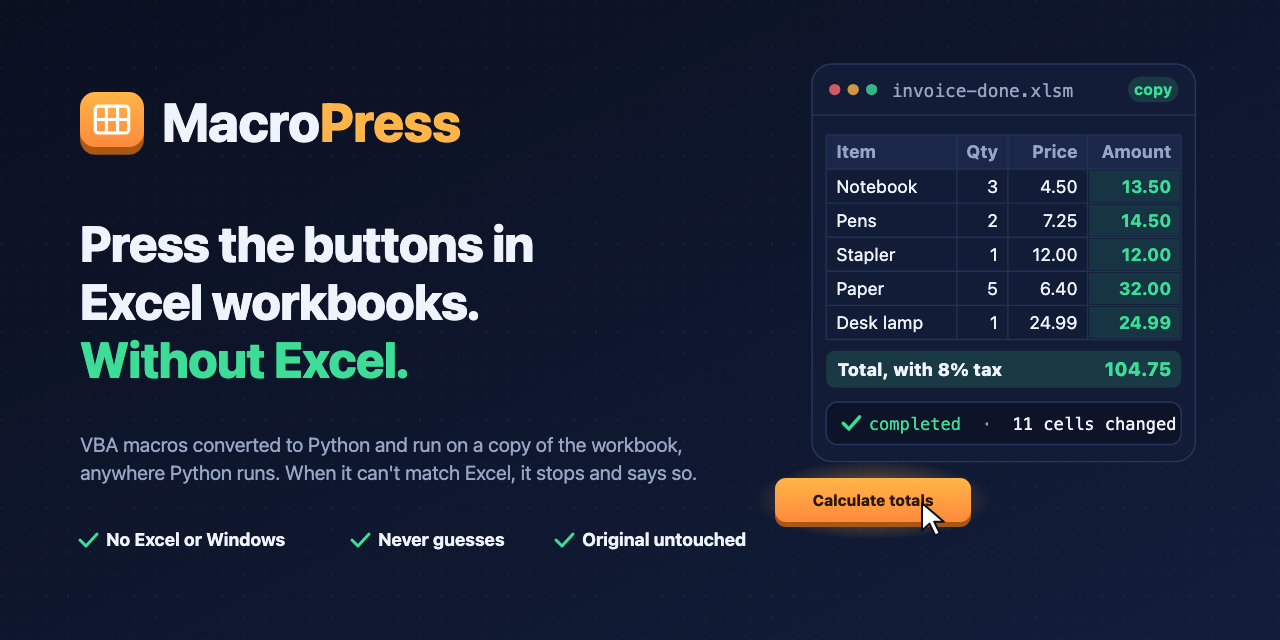 MacroPress
Press the buttons in
Excel workbooks.
Without Excel.
VBA macros converted to Python and run on a copy of the workbook,
anywhere Python runs. When it can't match Excel, it stops and says so.
No Excel or Windows
Never guesses
Original untouched
invoice-done.xlsm
copy
Item Qty Price Amount
Notebook 3 4.50 13.50
Pens 2 7.25 14.50
Stapler 1 12.00 12.00
Paper 5 6.40 32.00
Desk lamp 1 24.99 24.99
Total, with 8% tax 104.75
completed · 11 cells changed
Calculate totals